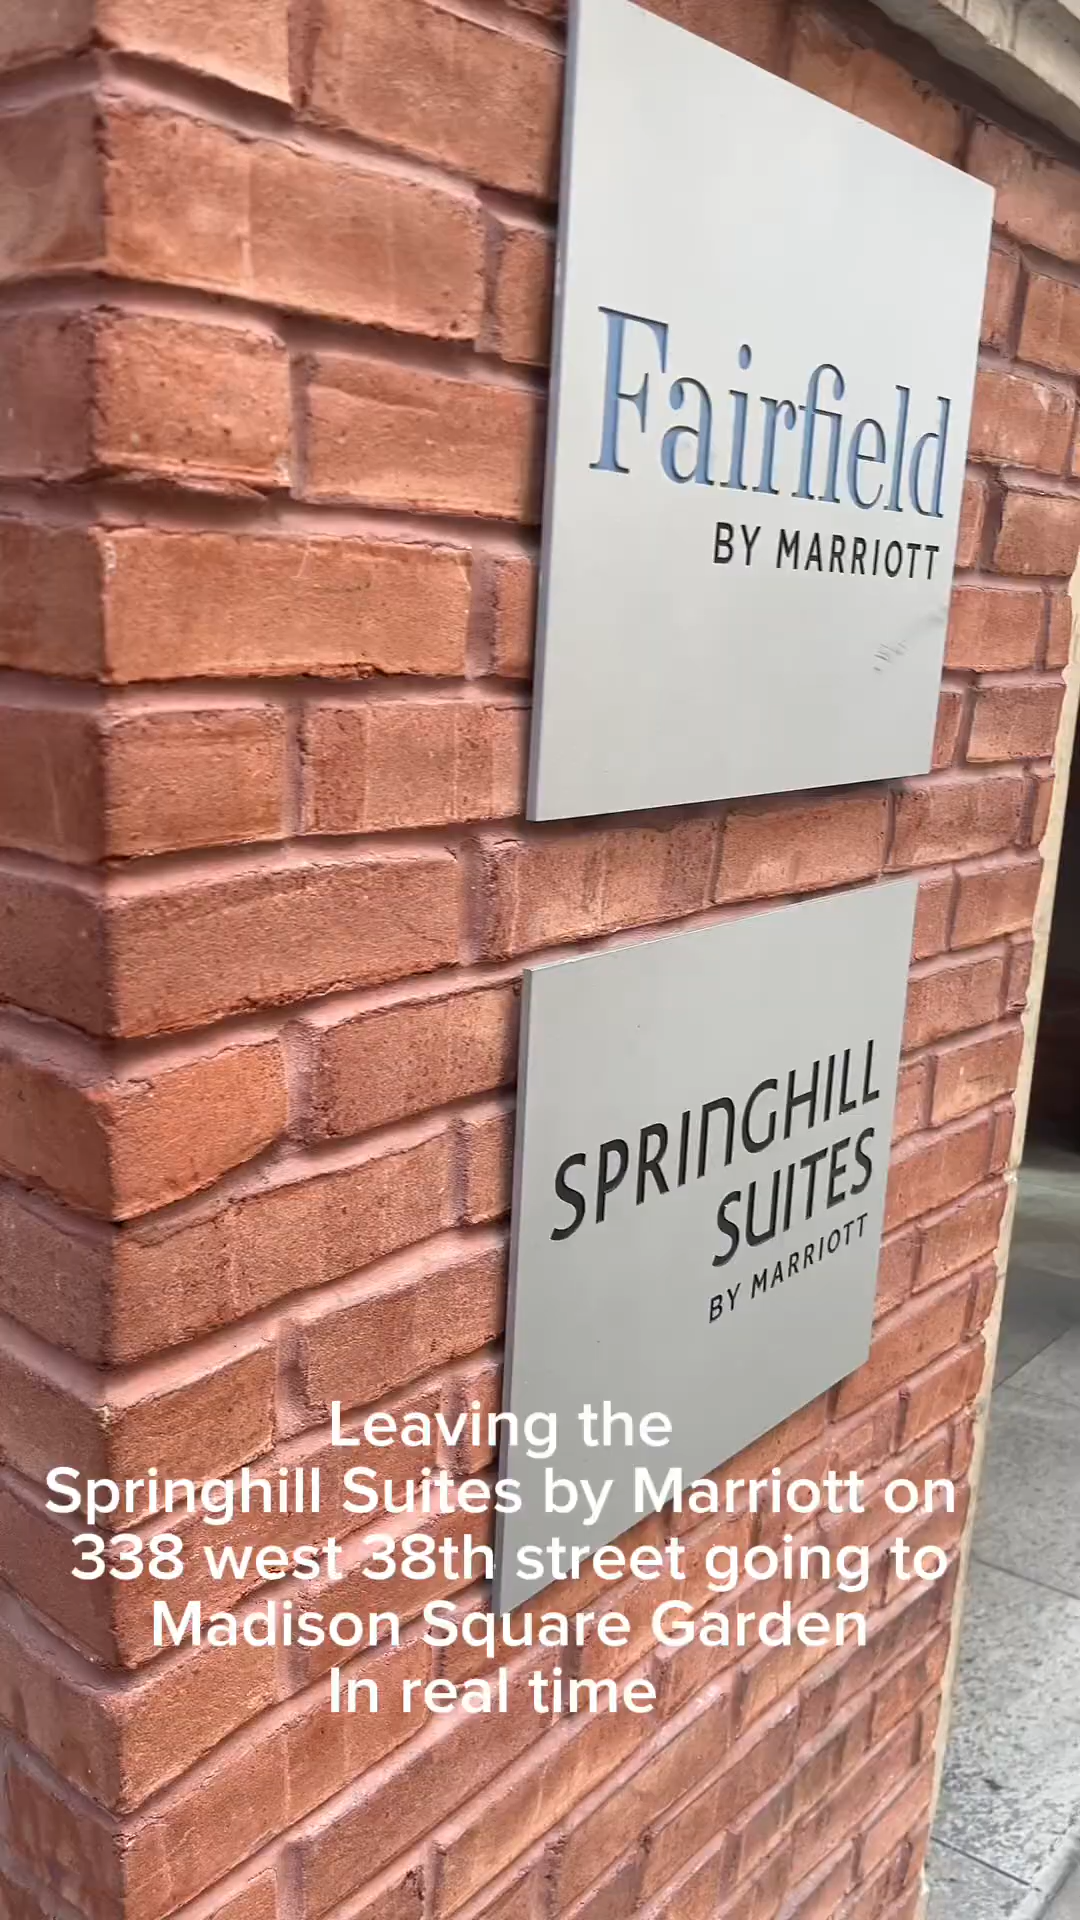 Fairfield
BY MARRIOTT
SPRINGHILL
SUITES
BY MARRIOTT
Leaving the
Springhill Suites by Marriott on
338 west 38th street going to
Madison Square Garden
In real time